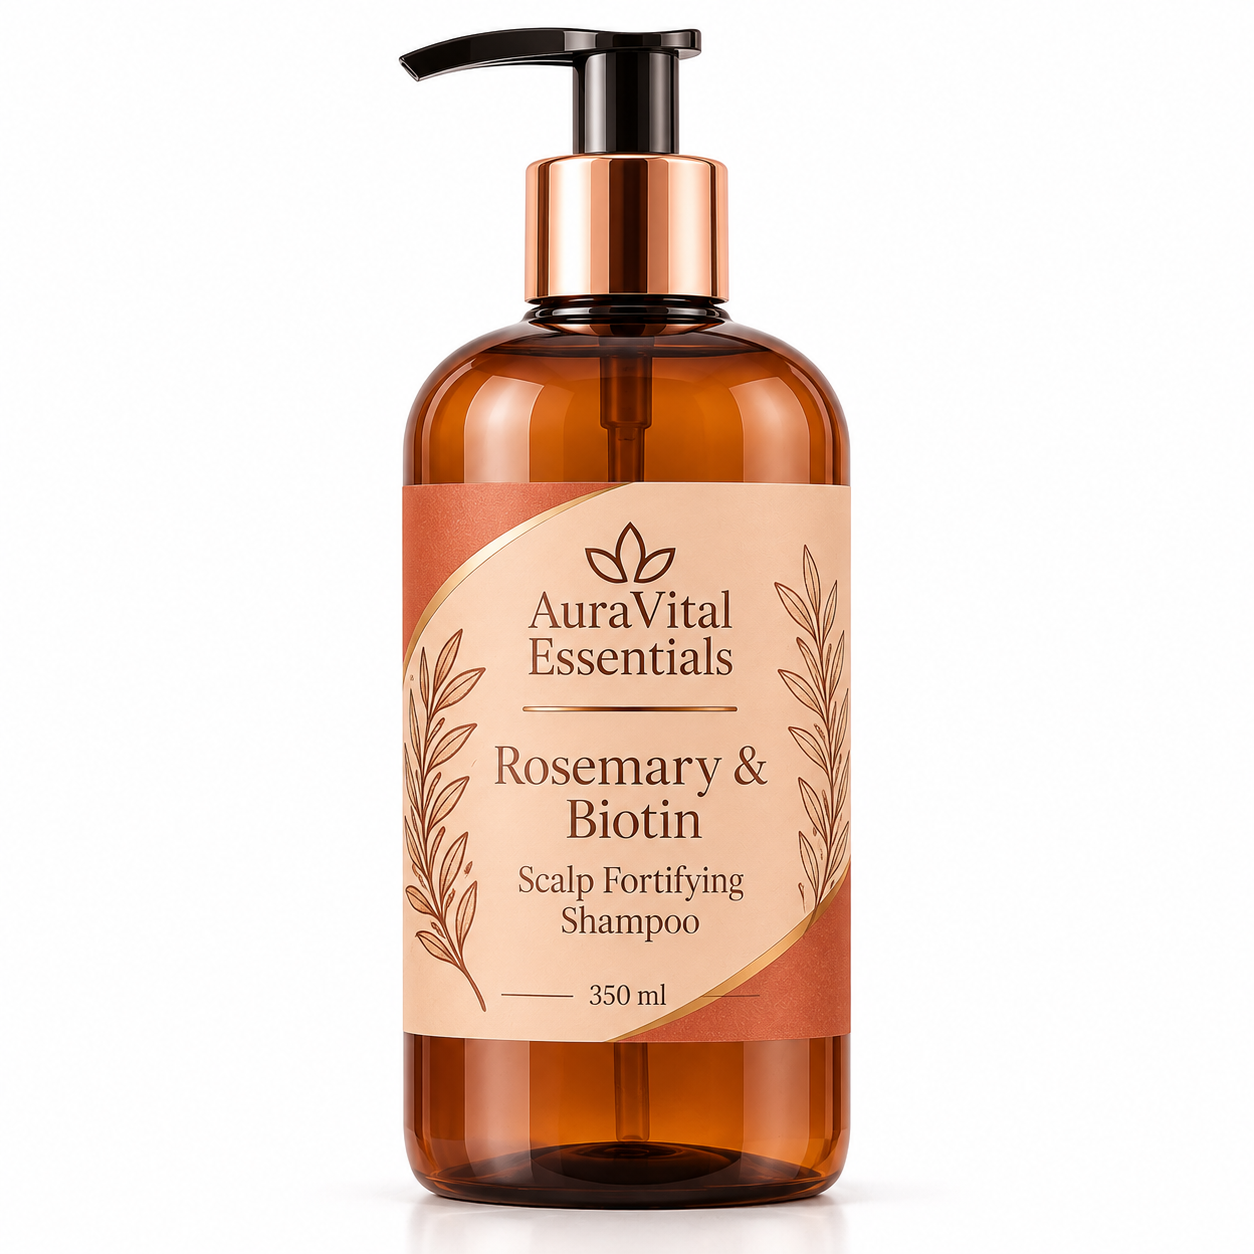 AuraVital
Essentials
Rosemary &
Biotin
Scalp Fortifying
Shampoo
350 ml